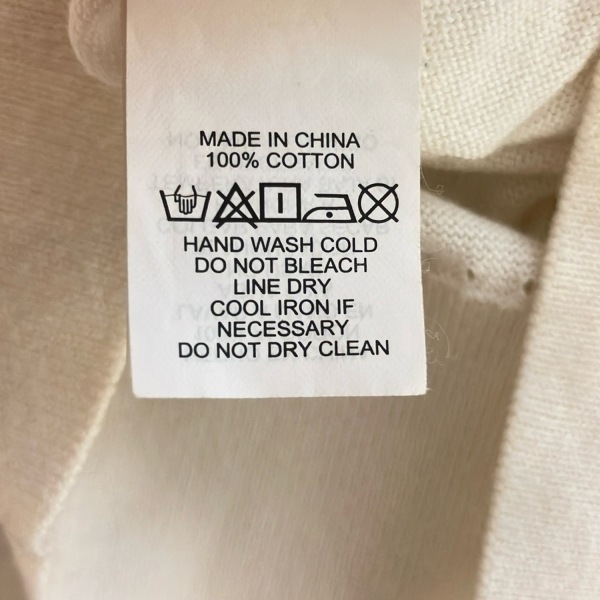 MADE IN CHINA
100% COTTON
HAND WASH COLD
DO NOT BLEACH
LINE DRY
COOL IRON IF
NECESSARY
DO NOT DRY CLEAN